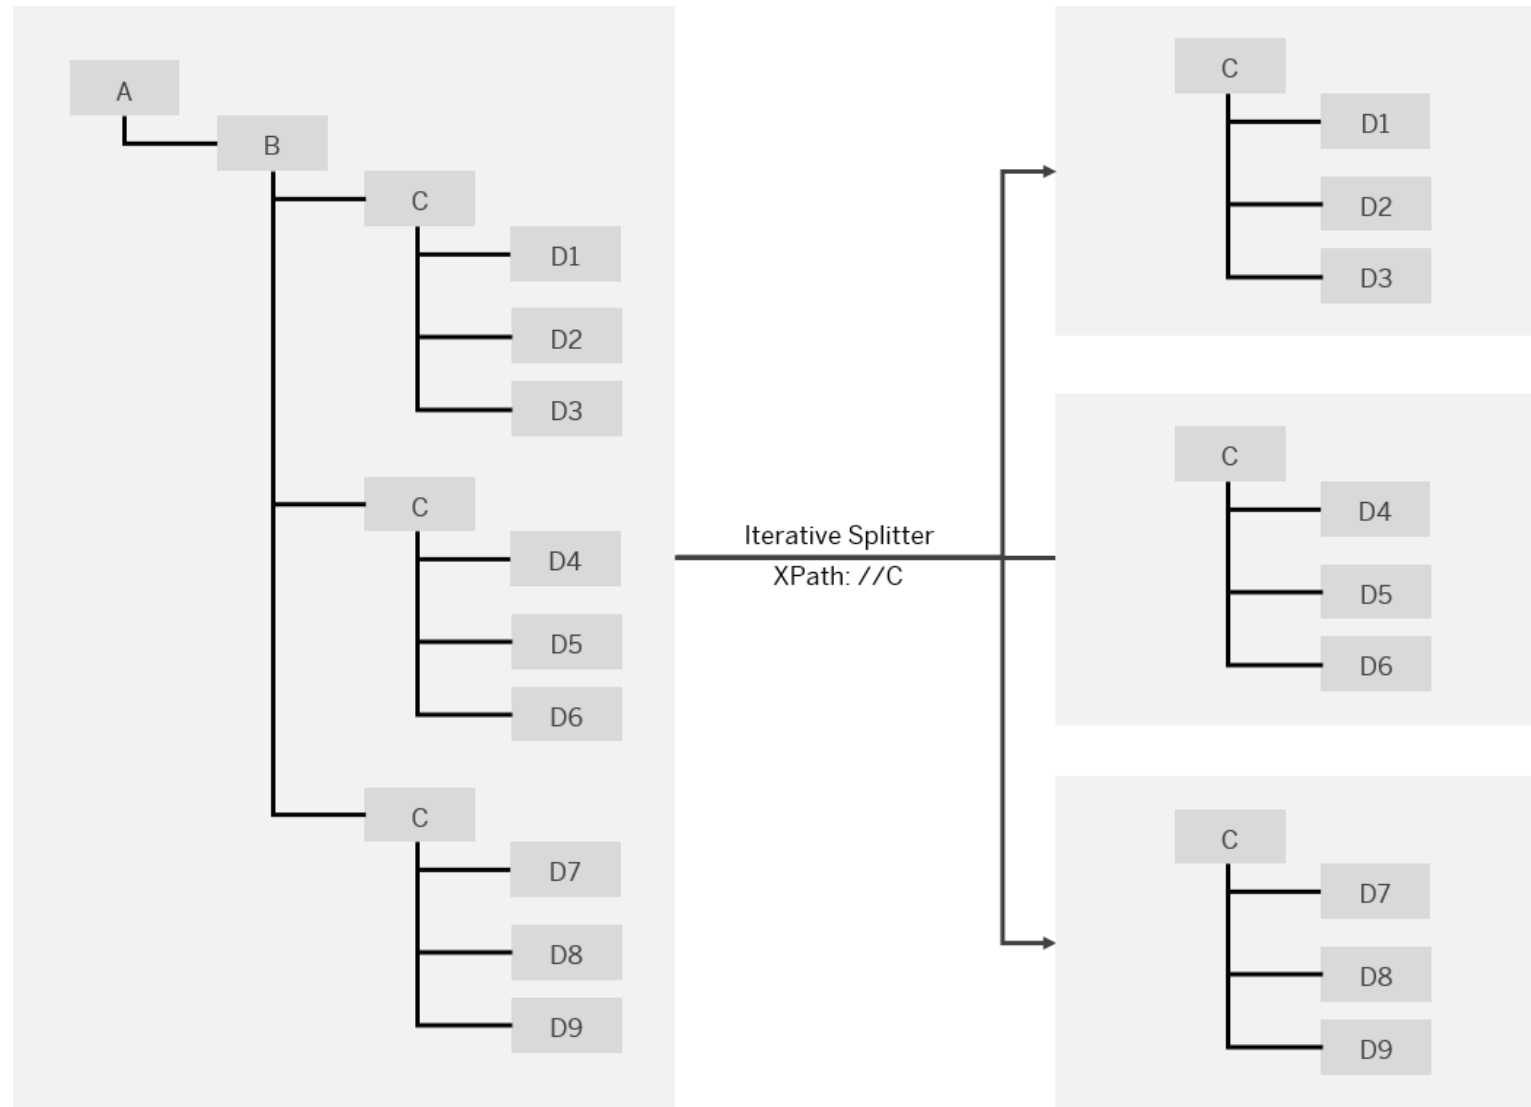 A
B
C
D1
D2
D3
C
D4
D5
D6
C
D7
D8
D9
Iterative Splitter
XPath: //C
C
D1
D2
D3
C
D4
D5
D6
C
D7
D8
D9